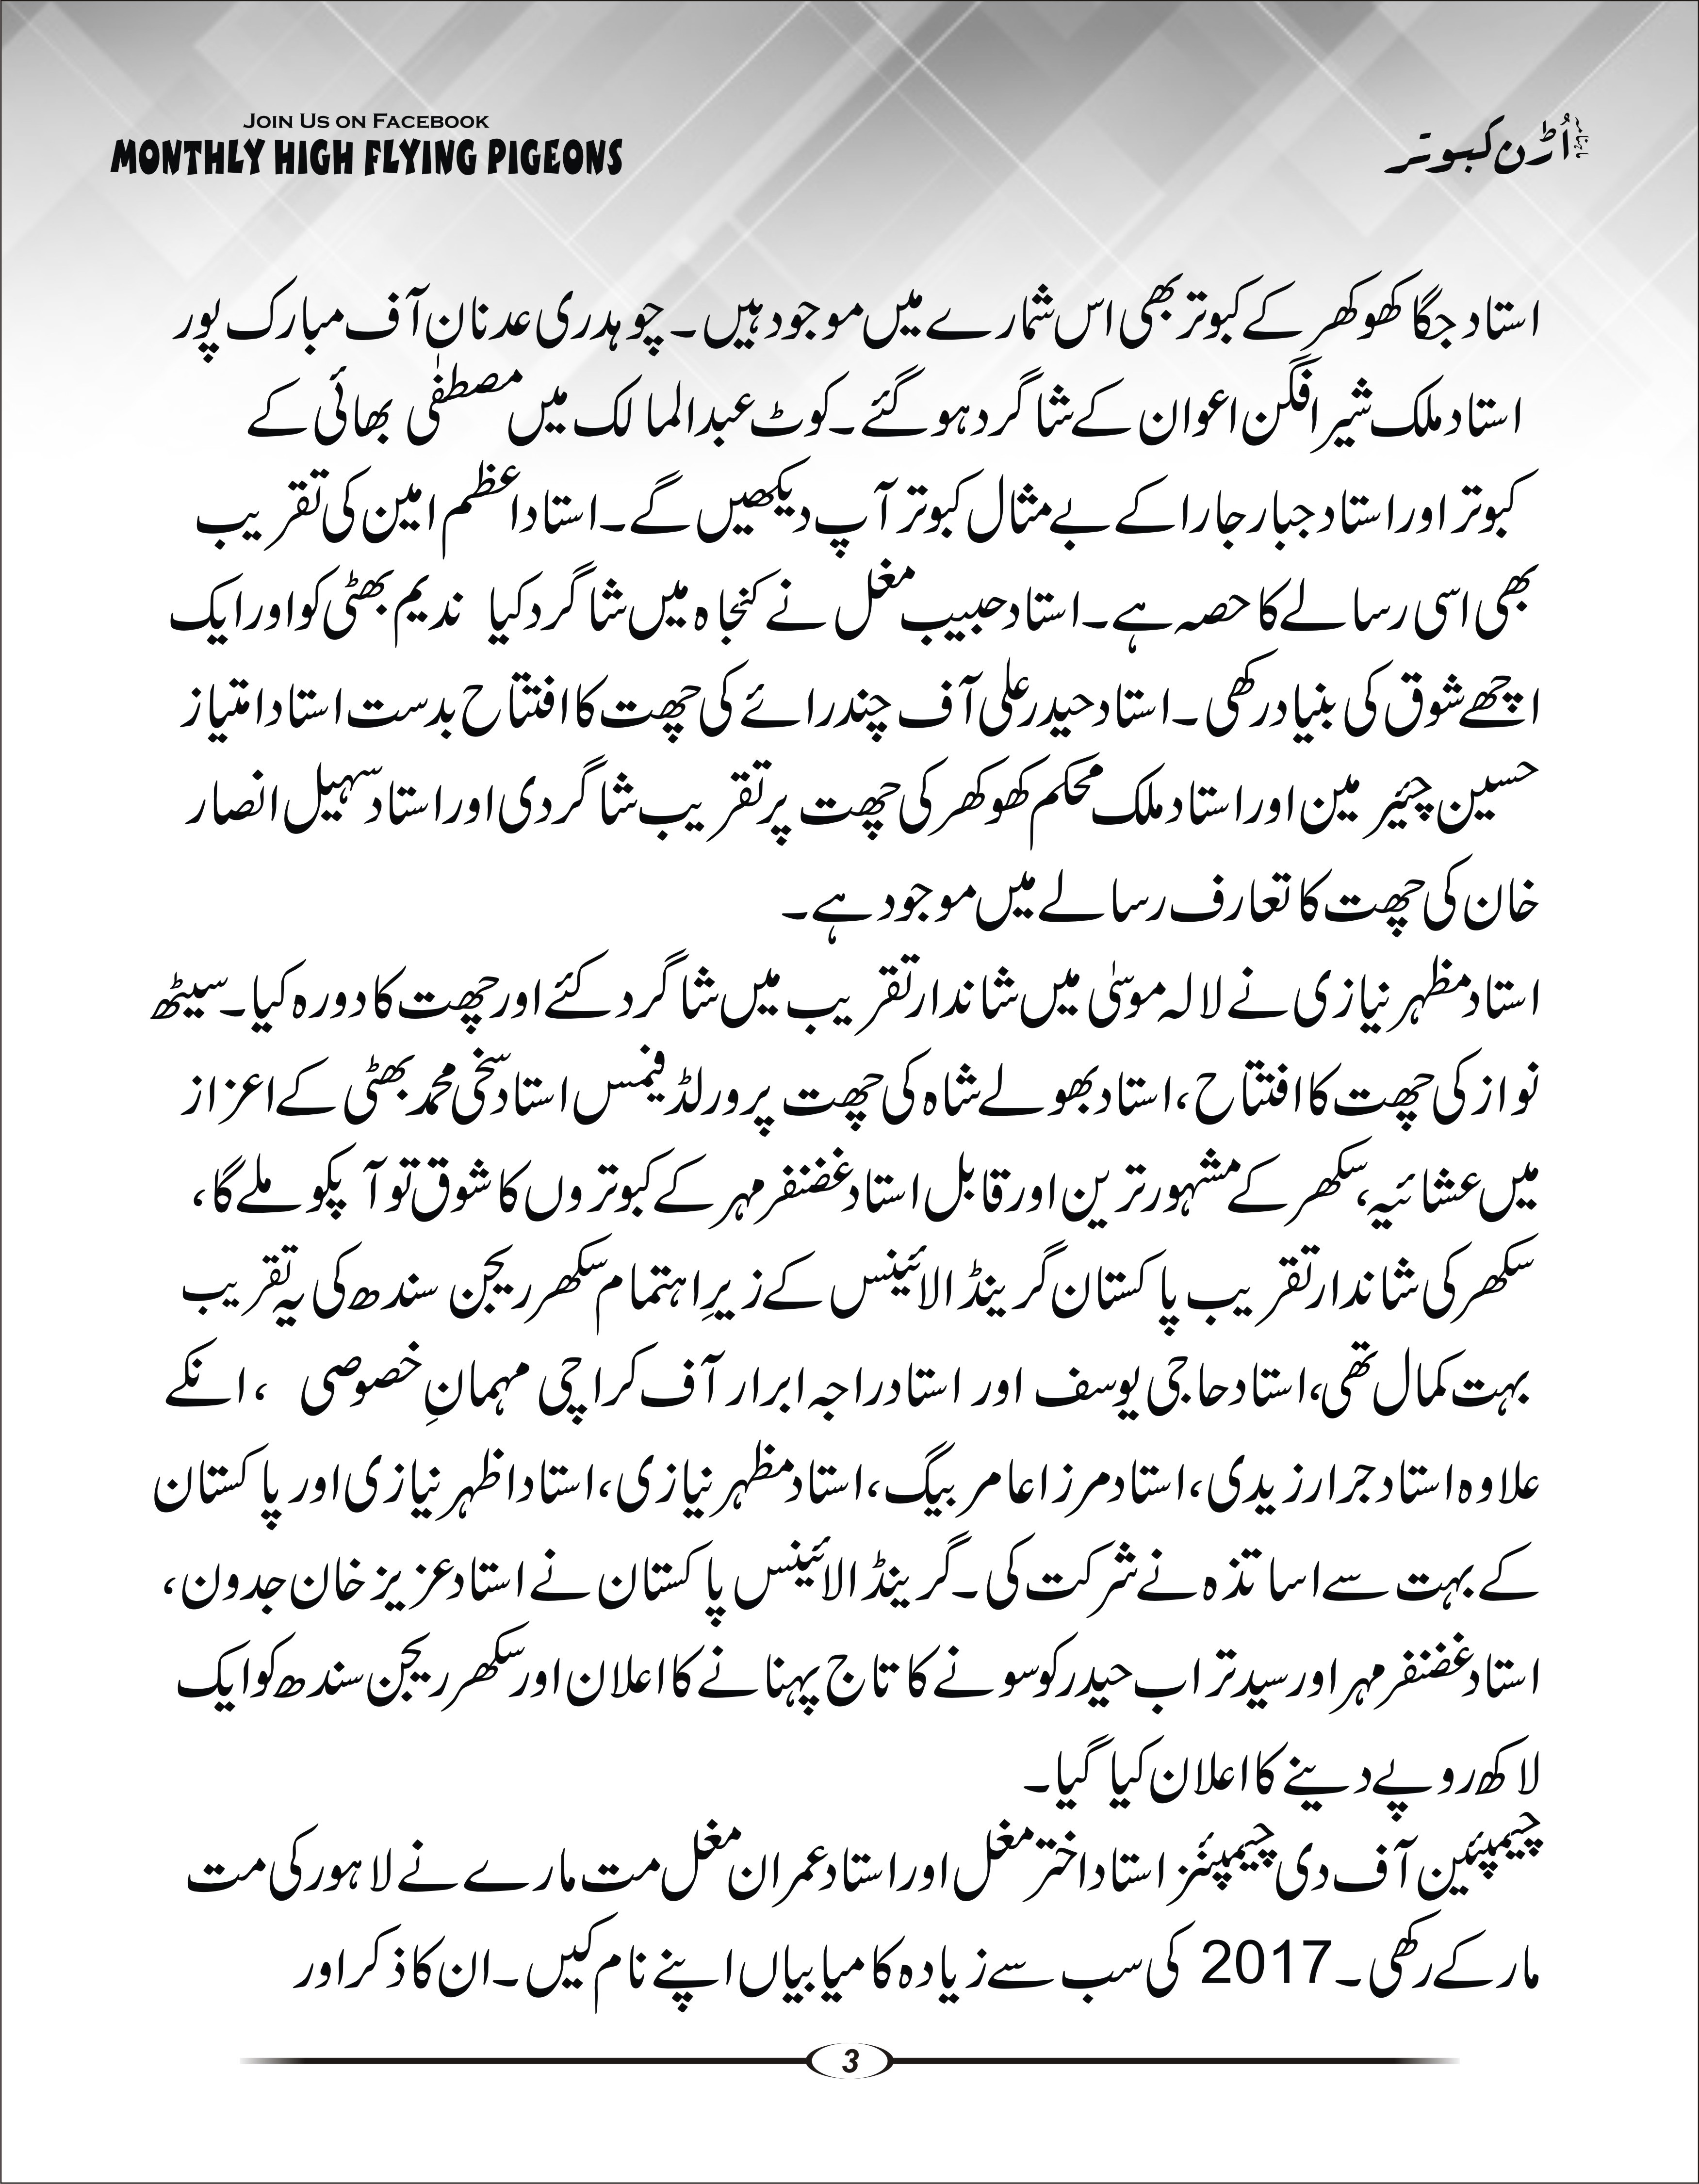 JOIN US ON FACEBOOK
MONTHLY HIGH FLYING PIGEONS
ماہنامہ اُڑن کبوتر
استاد جگا کھوکھر کے کبوتر بھی اس شمارے میں موجود ہیں۔ چوہدری عدنان آف مبارک پور
استاد ملک شیر افگن اعوان کے شاگرد ہو گئے۔ کوٹ عبدالمالک میں مصطفٰی بھائی کے
کبوتر اور استاد جبار جارا کے بے مثال کبوتر آپ دیکھیں گے۔ استاد اعظم امین کی تقریب
بھی اسی رسالے کا حصہ ہے۔ استاد حبیب مغل نے کنجاہ میں شاگرد کیا ندیم بھٹی کو اور ایک
اچھے شوق کی بنیاد رکھی۔ استاد حیدر علی آف چندرائے کی چھت کا افتتاح بدست استاد امتیاز
حسین چیئر مین اور استاد ملک محکم کھوکھر کی چھت پر تقریب شاگردی اور استاد سہیل انصار
خان کی چھت کا تعارف رسالے میں موجود ہے۔
استاد مظہر نیازی نے لالہ موسیٰ میں شاندار تقریب میں شاگرد کئے اور چھت کا دورہ کیا۔ سیٹھ
نواز کی چھت کا افتتاح، استاد بھولے شاہ کی چھت پر ورلڈ فیمس استاد سخی محمد بھٹی کے اعزاز
میں عشائیہ، سکھر کے مشہور ترین اور قابل استاد غضنفر مہر کے کبوتروں کا شوق تو آپکو ملے گا،
سکھر کی شاندار تقریب پاکستان گرینڈ الائینس کے زیرِ اہتمام سکھر ریجن سندھ کی یہ تقریب
بہت کمال تھی، استاد حاجی یوسف اور استاد راجہ ابرار آف کراچی مہمانِ خصوصی ، انکے
علاوہ استاد جرار زیدی، استاد مرزا عامر بیگ، استاد مظہر نیازی، استاد اظہر نیازی اور پاکستان
کے بہت سے اساتذہ نے شرکت کی۔ گرینڈ الائینس پاکستان نے استاد عزیز خان جدون،
استاد غضنفر مہر اور سید تراب حیدر کو سونے کا تاج پہنانے کا اعلان اور سکھر ریجن سندھ کو ایک
لاکھ روپے دینے کا اعلان کیا گیا۔
چیمپئین آف دی چیمپئنز استاد اختر مغل اور استاد عمران مغل مت مارے نے لاہور کی مت
مار کے رکھی۔ 2017 کی سب سے زیادہ کامیابیاں اپنے نام کیں۔ ان کا ذکر اور
3